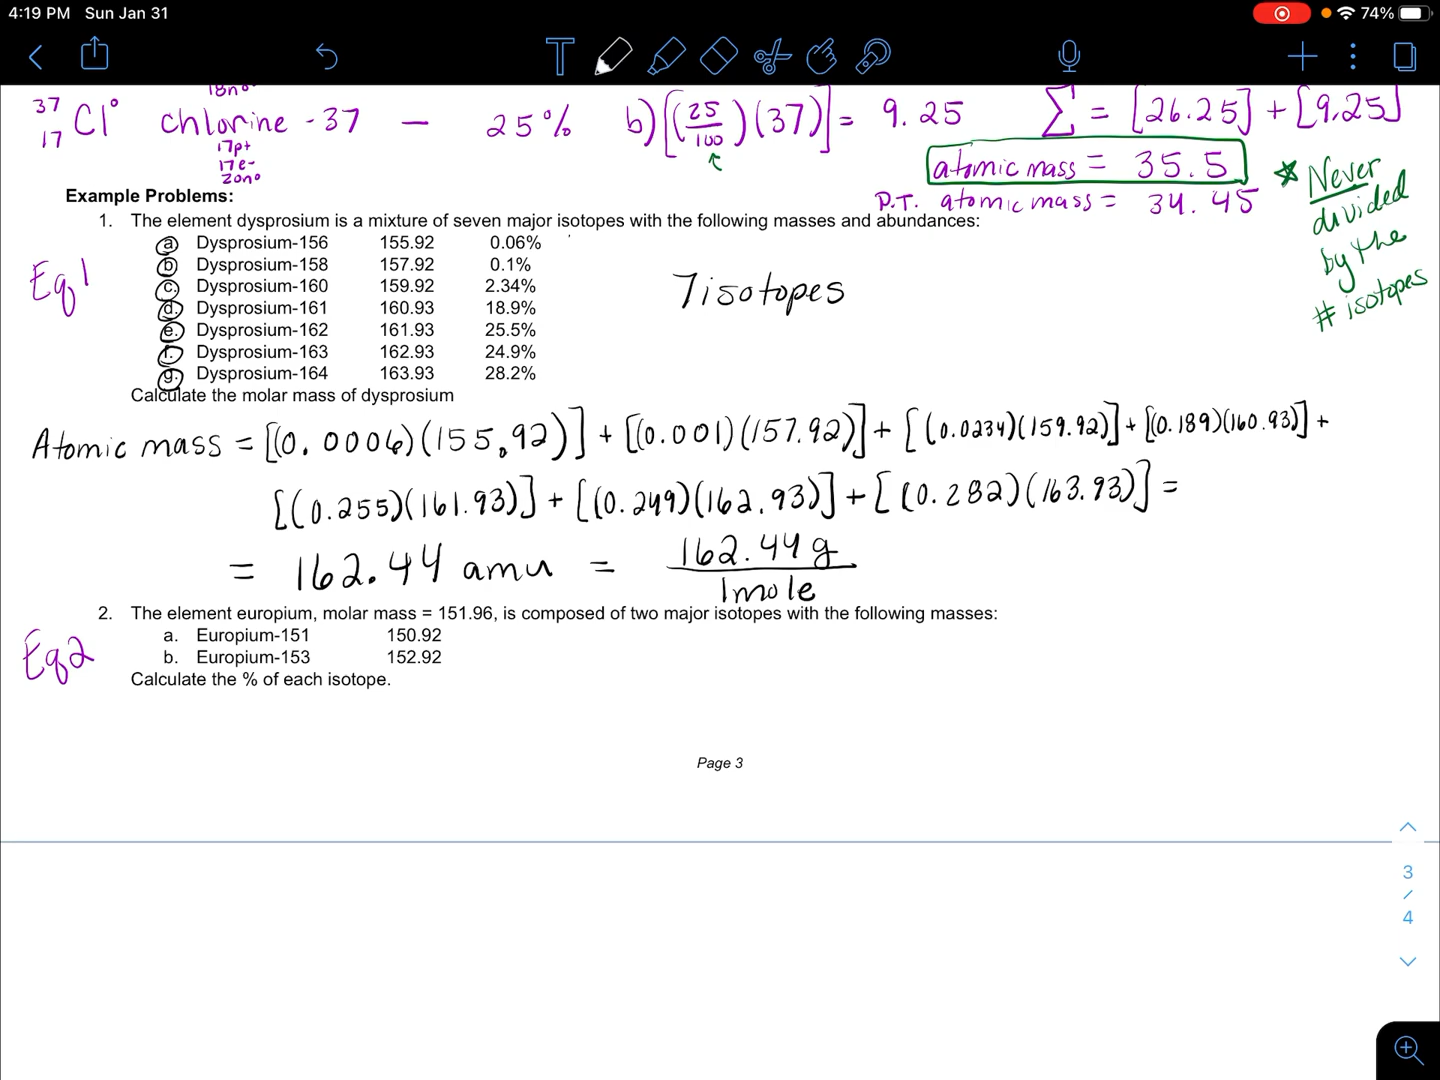 4:19 PM Sun Jan 31
74%
18n°
37 17 Cl° chlorine - 37 — 25% b)[(25/100)(37)] = 9.25 Σ = [26.25] + [9.25]
17p+
17e-
20n°
atomic mass = 35.5
P.T. atomic mass = 34.45
* Never
divided
by the
# isotopes
Example Problems:
1. The element dysprosium is a mixture of seven major isotopes with the following masses and abundances:
a. Dysprosium-156 155.92 0.06%
b. Dysprosium-158 157.92 0.1%
c. Dysprosium-160 159.92 2.34%
d. Dysprosium-161 160.93 18.9%
e. Dysprosium-162 161.93 25.5%
f. Dysprosium-163 162.93 24.9%
g. Dysprosium-164 163.93 28.2%
Eq1
7 isotopes
Calculate the molar mass of dysprosium
Atomic mass = [(0.0006)(155.92)] + [(0.001)(157.92)] + [(0.0234)(159.92)] + [(0.189)(160.93)] +
[(0.255)(161.93)] + [(0.249)(162.93)] + [(0.282)(163.93)] =
= 162.44 amu = 162.44 g
1 mole
2. The element europium, molar mass = 151.96, is composed of two major isotopes with the following masses:
Eq2
a. Europium-151 150.92
b. Europium-153 152.92
Calculate the % of each isotope.
Page 3
3
/
4